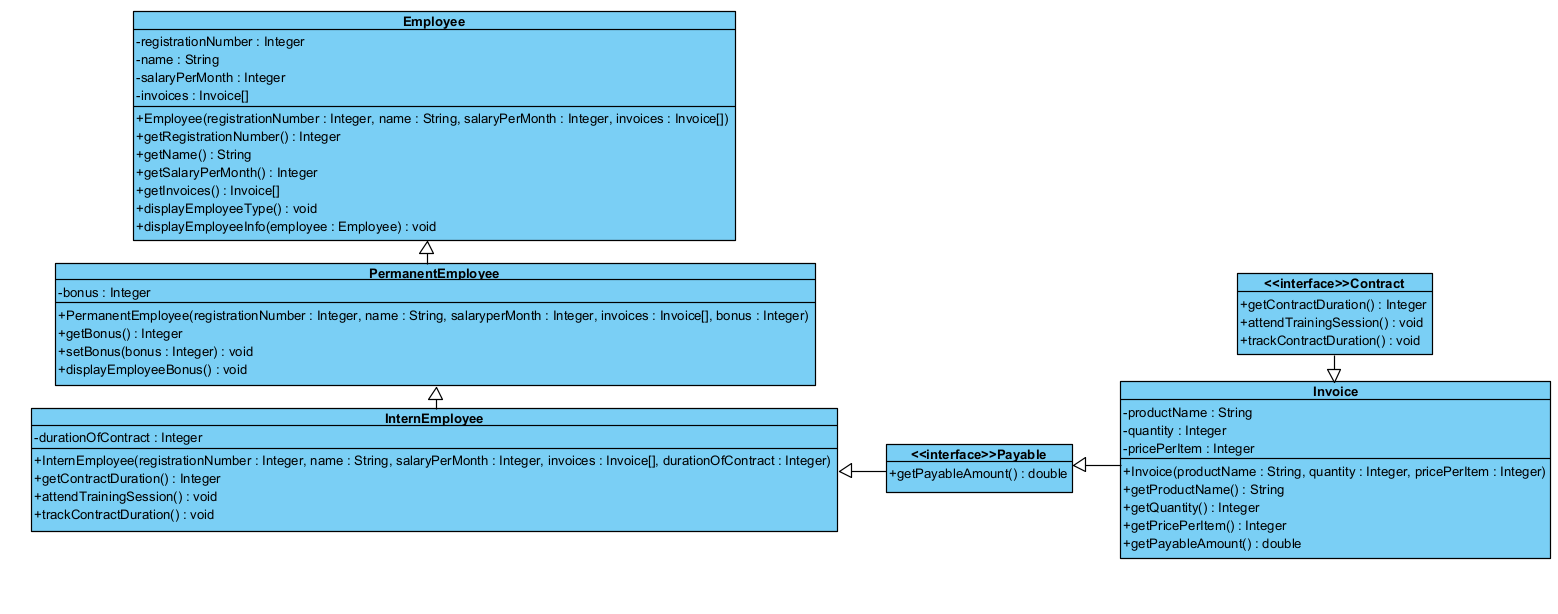 Employee
-registrationNumber : Integer
-name : String
-salaryPerMonth : Integer
-invoices : Invoice[]
+Employee(registrationNumber : Integer, name : String, salaryPerMonth : Integer, invoices : Invoice[])
+getRegistrationNumber() : Integer
+getName() : String
+getSalaryPerMonth() : Integer
+getInvoices() : Invoice[]
+displayEmployeeType() : void
+displayEmployeeInfo(employee : Employee) : void
PermanentEmployee
-bonus : Integer
+PermanentEmployee(registrationNumber : Integer, name : String, salaryperMonth : Integer, invoices : Invoice[], bonus : Integer)
+getBonus() : Integer
+setBonus(bonus : Integer) : void
+displayEmployeeBonus() : void
InternEmployee
-durationOfContract : Integer
+InternEmployee(registrationNumber : Integer, name : String, salaryPerMonth : Integer, invoices : Invoice[], durationOfContract : Integer)
+getContractDuration() : Integer
+attendTrainingSession() : void
+trackContractDuration() : void
<<interface>>Payable
+getPayableAmount() : double
<<interface>>Contract
+getContractDuration() : Integer
+attendTrainingSession() : void
+trackContractDuration() : void
Invoice
-productName : String
-quantity : Integer
-pricePerItem : Integer
+Invoice(productName : String, quantity : Integer, pricePerItem : Integer)
+getProductName() : String
+getQuantity() : Integer
+getPricePerItem() : Integer
+getPayableAmount() : double